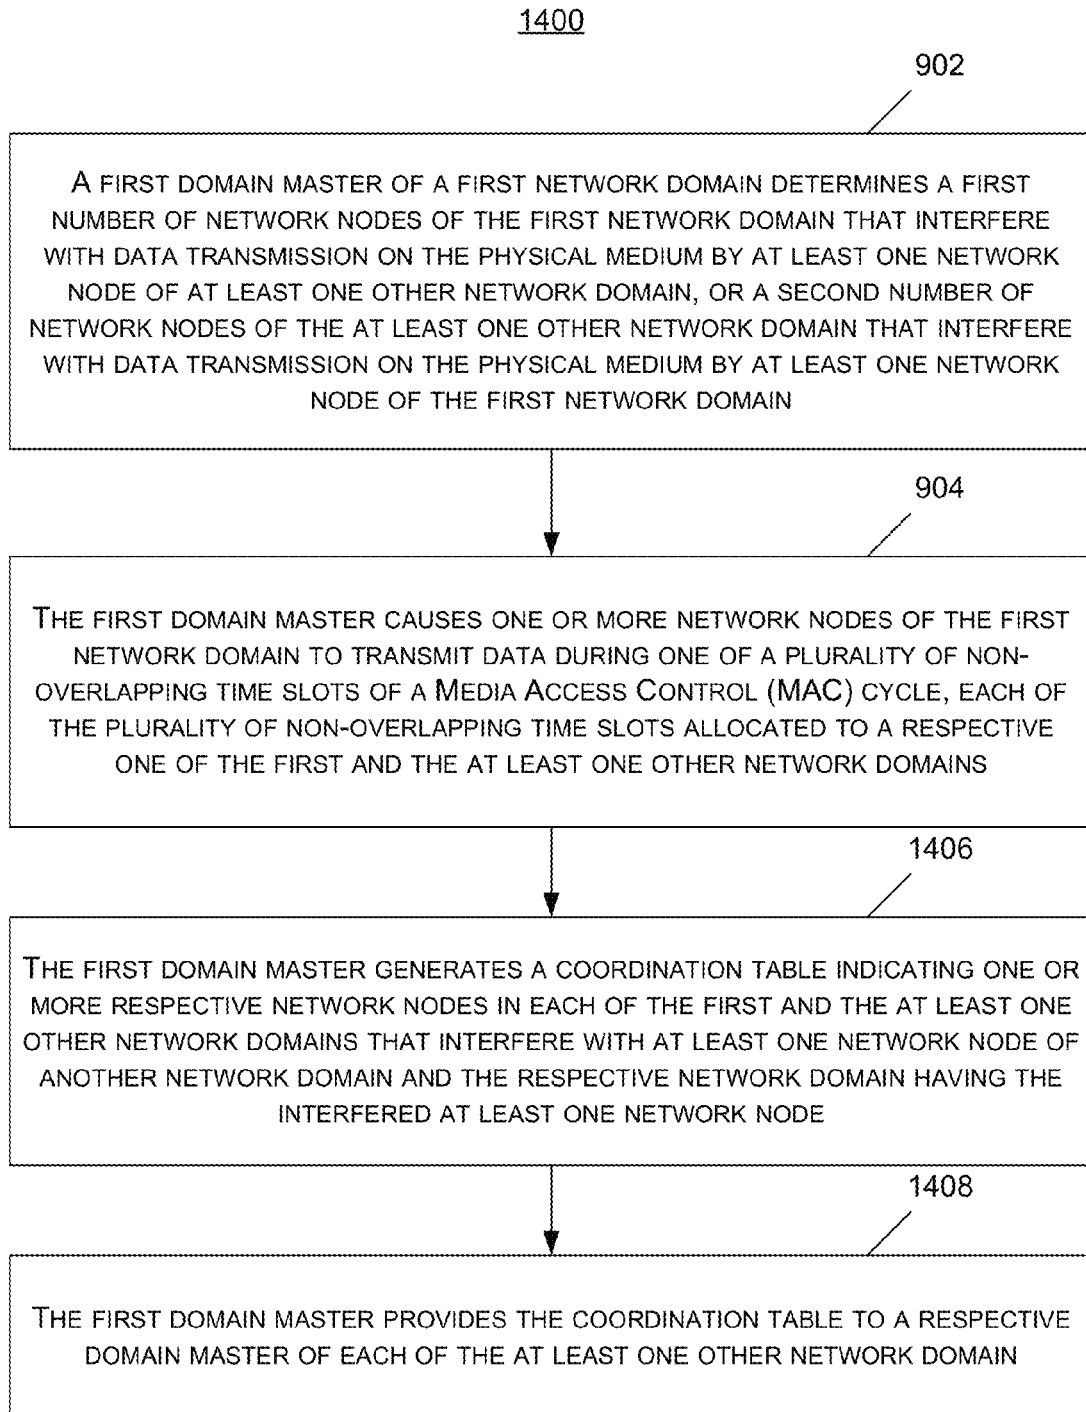 1400
902
A FIRST DOMAIN MASTER OF A FIRST NETWORK DOMAIN DETERMINES A FIRST
NUMBER OF NETWORK NODES OF THE FIRST NETWORK DOMAIN THAT INTERFERE
WITH DATA TRANSMISSION ON THE PHYSICAL MEDIUM BY AT LEAST ONE NETWORK
NODE OF AT LEAST ONE OTHER NETWORK DOMAIN, OR A SECOND NUMBER OF
NETWORK NODES OF THE AT LEAST ONE OTHER NETWORK DOMAIN THAT INTERFERE
WITH DATA TRANSMISSION ON THE PHYSICAL MEDIUM BY AT LEAST ONE NETWORK
NODE OF THE FIRST NETWORK DOMAIN
904
THE FIRST DOMAIN MASTER CAUSES ONE OR MORE NETWORK NODES OF THE FIRST
NETWORK DOMAIN TO TRANSMIT DATA DURING ONE OF A PLURALITY OF NON-
OVERLAPPING TIME SLOTS OF A MEDIA ACCESS CONTROL (MAC) CYCLE, EACH OF
THE PLURALITY OF NON-OVERLAPPING TIME SLOTS ALLOCATED TO A RESPECTIVE
ONE OF THE FIRST AND THE AT LEAST ONE OTHER NETWORK DOMAINS
1406
THE FIRST DOMAIN MASTER GENERATES A COORDINATION TABLE INDICATING ONE OR
MORE RESPECTIVE NETWORK NODES IN EACH OF THE FIRST AND THE AT LEAST ONE
OTHER NETWORK DOMAINS THAT INTERFERE WITH AT LEAST ONE NETWORK NODE OF
ANOTHER NETWORK DOMAIN AND THE RESPECTIVE NETWORK DOMAIN HAVING THE
INTERFERED AT LEAST ONE NETWORK NODE
1408
THE FIRST DOMAIN MASTER PROVIDES THE COORDINATION TABLE TO A RESPECTIVE
DOMAIN MASTER OF EACH OF THE AT LEAST ONE OTHER NETWORK DOMAIN